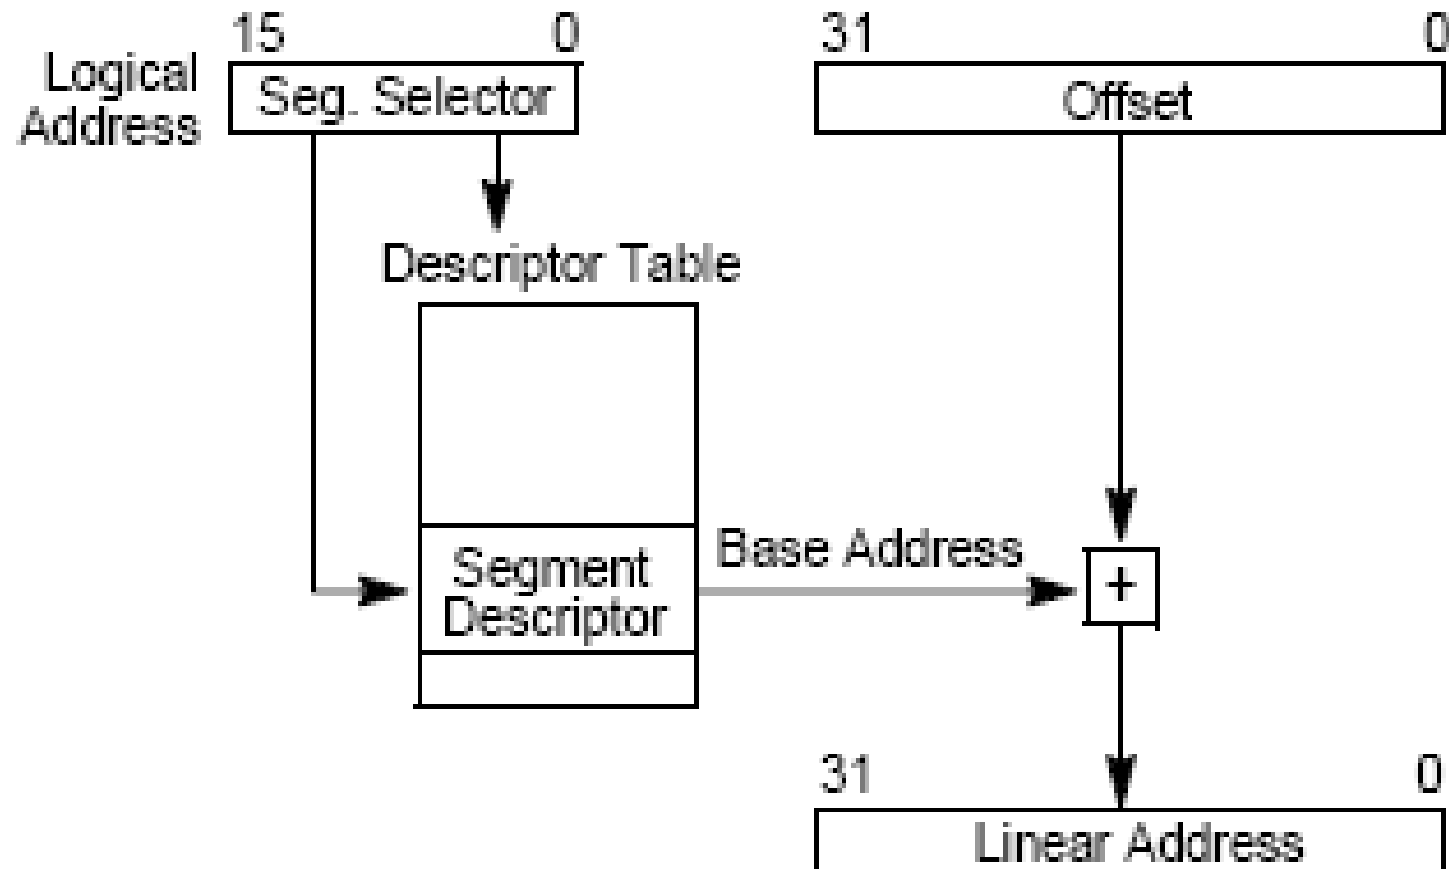 15 0 31 0
Logical
Address
Seg. Selector
Offset
Descriptor Table
Segment
Descriptor
Base Address
+
31 0
Linear Address